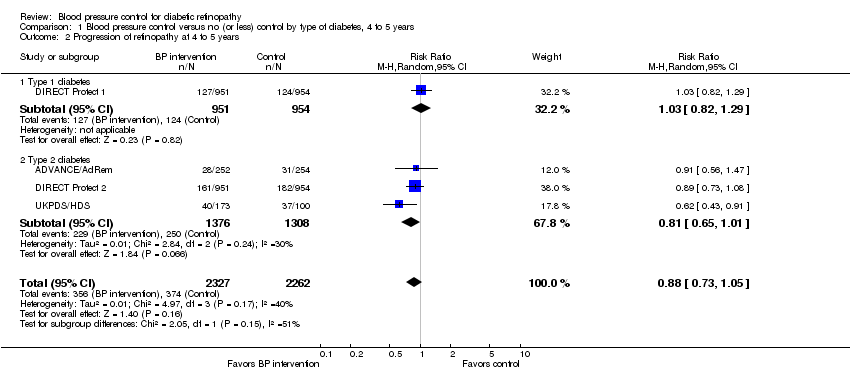 Review: Blood pressure control for diabetic retinopathy
Comparison: 1 Blood pressure control versus no (or less) control by type of diabetes, 4 to 5 years
Outcome: 2 Progression of retinopathy at 4 to 5 years
Study or subgroup BP intervention Control Risk Ratio Weight Risk Ratio
n/N n/N M-H,Random,95% CI M-H,Random,95% CI
1 Type 1 diabetes
DIRECT Protect 1 127/951 124/954 32.2 % 1.03 [ 0.82, 1.29 ]
Subtotal (95% CI) 951 954 32.2 % 1.03 [ 0.82, 1.29 ]
Total events: 127 (BP intervention), 124 (Control)
Heterogeneity: not applicable
Test for overall effect: Z = 0.23 (P = 0.82)
2 Type 2 diabetes
ADVANCE/AdRem 28/252 31/254 12.0 % 0.91 [ 0.56, 1.47 ]
DIRECT Protect 2 161/951 182/954 38.0 % 0.89 [ 0.73, 1.08 ]
UKPDS/HDS 40/173 37/100 17.8 % 0.62 [ 0.43, 0.91 ]
Subtotal (95% CI) 1376 1308 67.8 % 0.81 [ 0.65, 1.01 ]
Total events: 229 (BP intervention), 250 (Control)
Heterogeneity: Tau² = 0.01; Chi² = 2.84, df = 2 (P = 0.24); I² =30%
Test for overall effect: Z = 1.84 (P = 0.066)
Total (95% CI) 2327 2262 100.0 % 0.88 [ 0.73, 1.05 ]
Total events: 356 (BP intervention), 374 (Control)
Heterogeneity: Tau² = 0.01; Chi² = 4.97, df = 3 (P = 0.17); I² =40%
Test for overall effect: Z = 1.40 (P = 0.16)
Test for subgroup differences: Chi² = 2.05, df = 1 (P = 0.15), I² =51%
0.1 0.1 0.5 1 2 5 10
Favors BP intervention Favors control